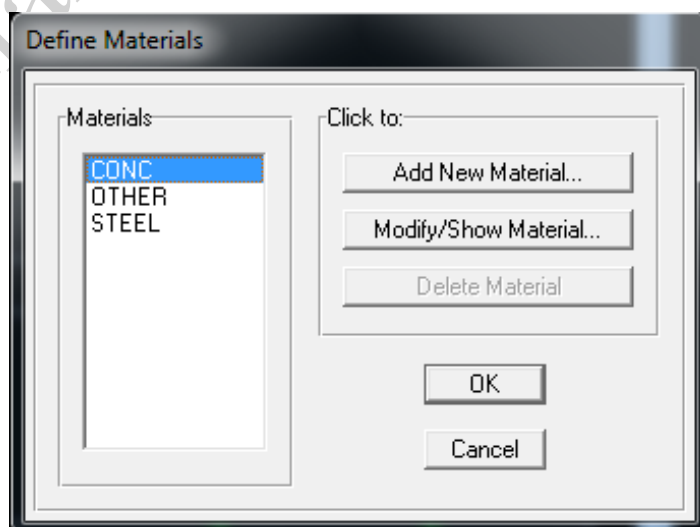 Define Materials
Materials
CONC
OTHER
STEEL
Click to:
Add New Material...
Modify/Show Material...
Delete Material
OK
Cancel